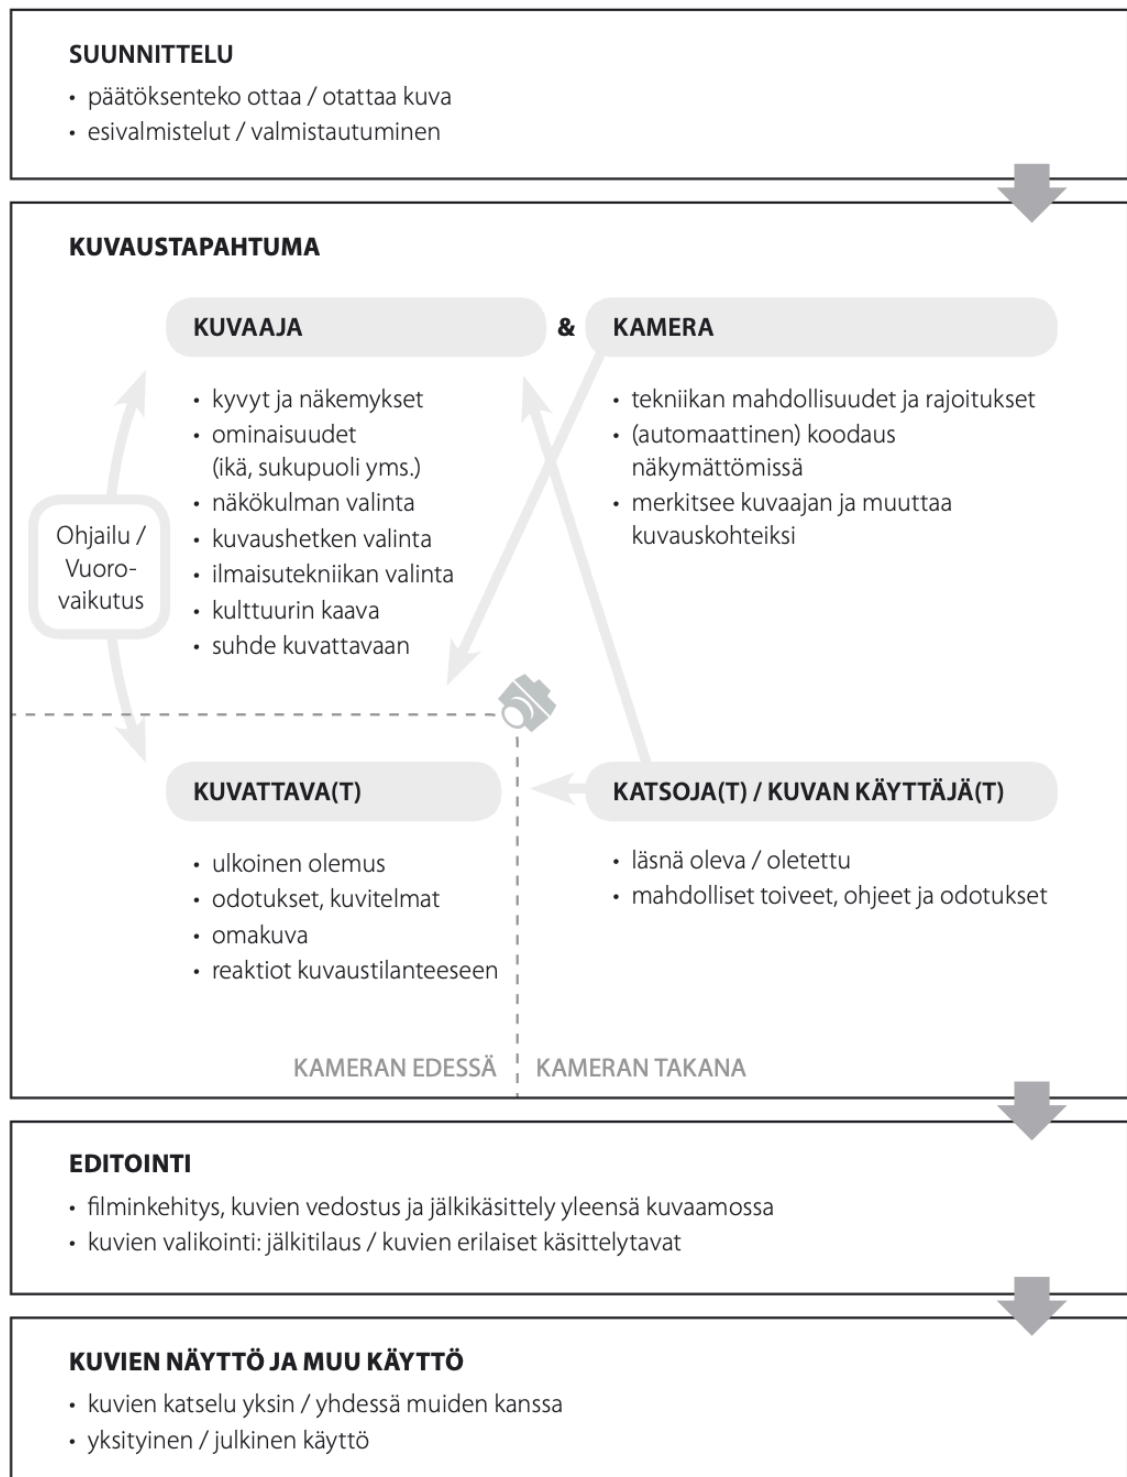 SUUNNITTELU
• päätöksenteko ottaa / otattaa kuva
• esivalmistelut / valmistautuminen
KUVAUSTAPAHTUMA
KUVAAJA
&
KAMERA
• kyvyt ja näkemykset
• ominaisuudet
(ikä, sukupuoli yms.)
• näkökulman valinta
• kuvaushetken valinta
• ilmaisutekniikan valinta
• kulttuurin kaava
• suhde kuvattavaan
• tekniikan mahdollisuudet ja rajoitukset
• (automaattinen) koodaus
näkymättömissä
• merkitsee kuvaajan ja muuttaa
kuvauskohteiksi
Ohjailu /
Vuoro-
vaikutus
KUVATTAVA(T)
• ulkoinen olemus
• odotukset, kuvitelmat
• omakuva
• reaktiot kuvaustilanteeseen
KATSOJA(T) / KUVAN KÄYTTÄJÄ(T)
• läsnä oleva / oletettu
• mahdolliset toiveet, ohjeet ja odotukset
KAMERAN EDESSÄ
KAMERAN TAKANA
EDITOINTI
• filminkehitys, kuvien vedostus ja jälkikäsittely yleensä kuvaamossa
• kuvien valikointi: jälkitilaus / kuvien erilaiset käsittelytavat
KUVIEN NÄYTTÖ JA MUU KÄYTTÖ
• kuvien katselu yksin / yhdessä muiden kanssa
• yksityinen / julkinen käyttö